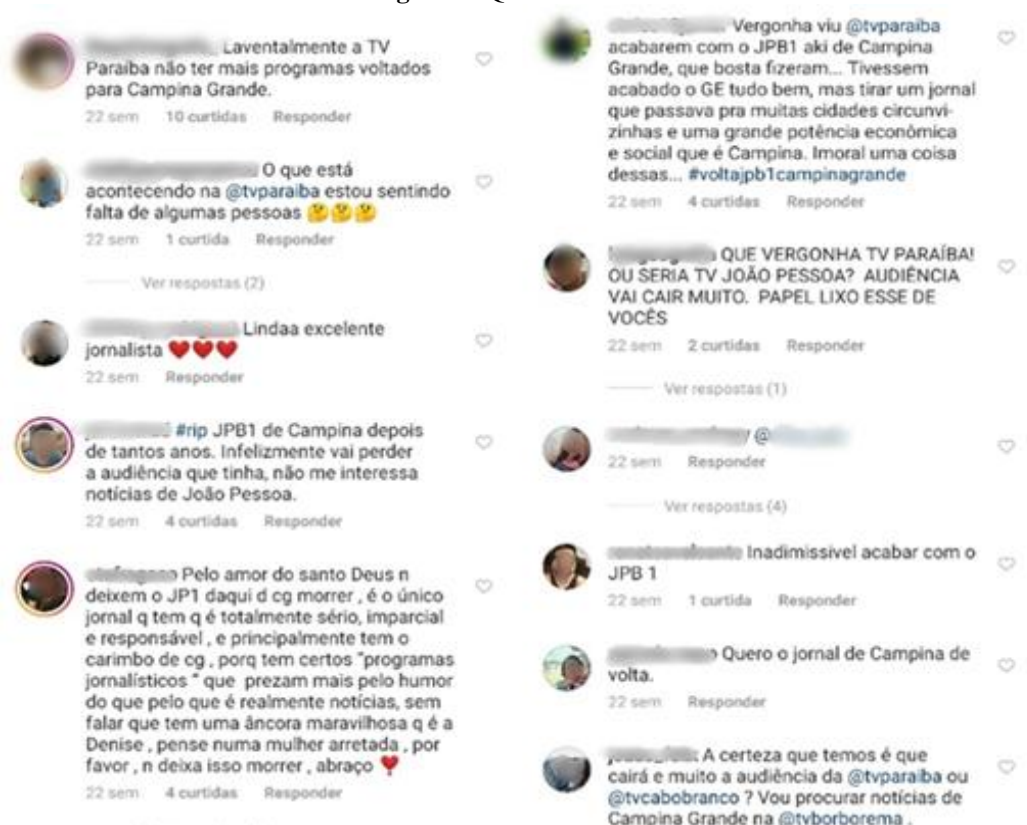 Laventalmente a TV
Paraíba não ter mais programas voltados
para Campina Grande.
22 sem 10 curtidas Responder
O que está
acontecendo na @tvparaiba estou sentindo
falta de algumas pessoas 🤔🤔🤔
22 sem 1 curtida Responder
Ver respostas (2)
Lindaa excelente
jornalista ❤️❤️❤️
22 sem Responder
#rip JPB1 de Campina depois
de tantos anos. Infelizmente vai perder
a audiência que tinha, não me interessa
notícias de João Pessoa.
22 sem 4 curtidas Responder
Pelo amor do santo Deus n
deixem o JP1 daqui d cg morrer , é o único
jornal q tem q é totalmente sério, imparcial
e responsável , e principalmente tem o
carimbo de cg , porq tem certos "programas
jornalísticos " que prezam mais pelo humor
do que pelo que é realmente notícias, sem
falar que tem uma âncora maravilhosa q é a
Denise , pense numa mulher arretada , por
favor , n deixa isso morrer , abraço ❣️
22 sem 4 curtidas Responder
Vergonha viu @tvparaiba
acabarem com o JPB1 aki de Campina
Grande, que bosta fizeram... Tivessem
acabado o GE tudo bem, mas tirar um jornal
que passava pra muitas cidades circunvi-
zinhas e uma grande potência econômica
e social que é Campina. Imoral uma coisa
dessas... #voltajpb1campinagrande
22 sem 4 curtidas Responder
QUE VERGONHA TV PARAÍBA!
OU SERIA TV JOÃO PESSOA? AUDIÊNCIA
VAI CAIR MUITO. PAPEL LIXO ESSE DE
VOCÊS
22 sem 2 curtidas Responder
Ver respostas (1)
@
22 sem Responder
Ver respostas (4)
Inadimissivel acabar com o
JPB 1
22 sem 1 curtida Responder
Quero o jornal de Campina de
volta.
22 sem Responder
A certeza que temos é que
cairá e muito a audiência da @tvparaiba ou
@tvcabobranco ? Vou procurar notícias de
Campina Grande na @tvborborema .